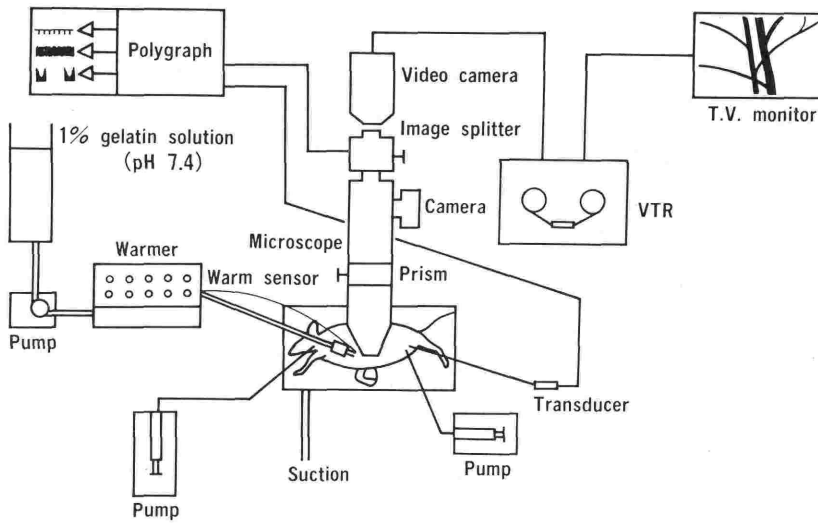 Polygraph
Video camera
T.V. monitor
1% gelatin solution
(pH 7.4)
Image splitter
Camera
VTR
Microscope
Warmer
Warm sensor
Prism
Pump
Transducer
Suction
Pump
Pump